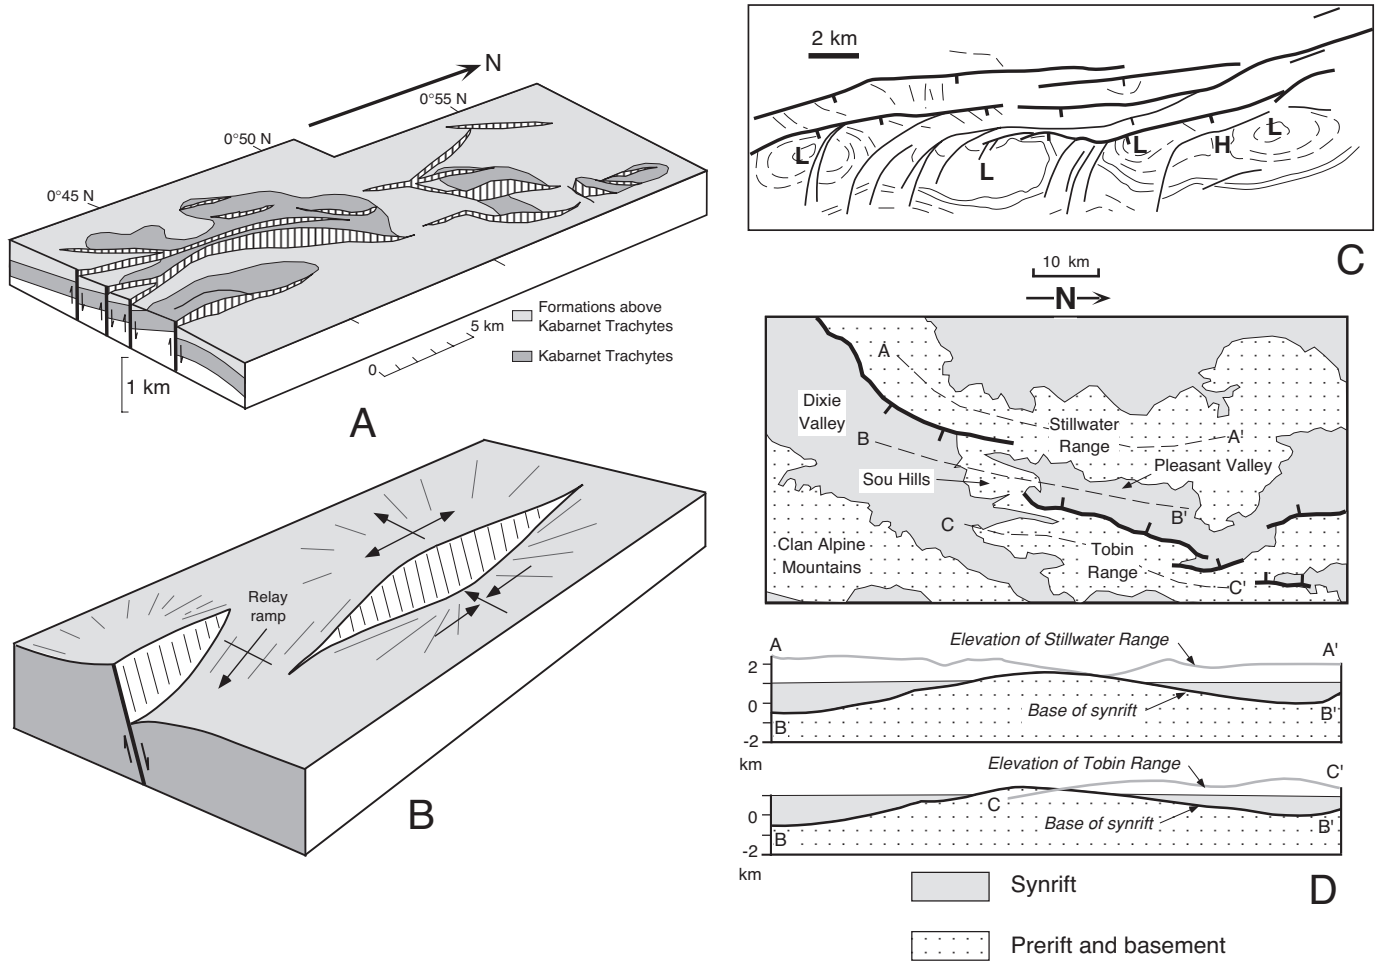 N
0°55 N
0°50 N
0°45 N
Formations above
Kabarnet Trachytes
Kabarnet Trachytes
5 km
0
1 km
A
Relay
ramp
B
2 km
L
L
L
H
L
C
10 km
N
A
Dixie
Valley
B
Stillwater
Range
A'
Pleasant Valley
Sou Hills
B'
C
Clan Alpine
Mountains
Tobin
Range
C'
A
Elevation of Stillwater Range
A'
2
0
-2
km
Base of synrift
B
B'
Elevation of Tobin Range
C'
C
0
-2
km
Base of synrift
B
B'
Synrift
D
Prerift and basement